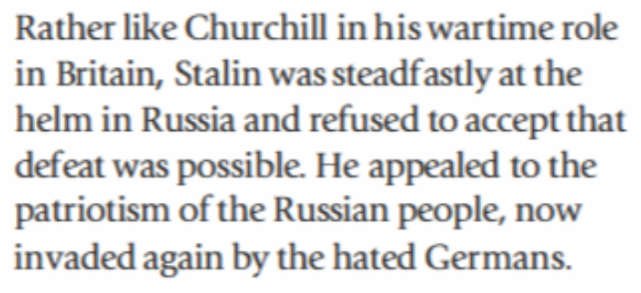 Rather like Churchill in his wartime role
in Britain, Stalin was steadfastly at the
helm in Russia and refused to accept that
defeat was possible. He appealed to the
patriotism of the Russian people, now
invaded again by the hated Germans.